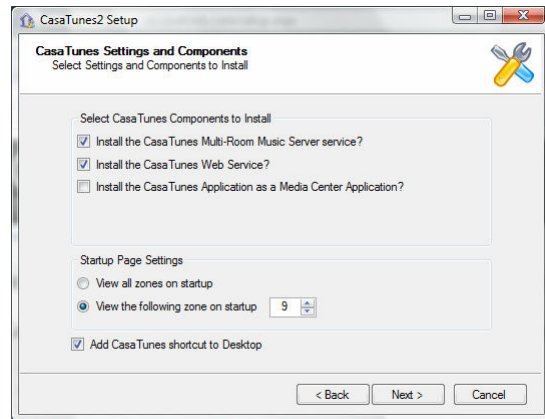 CasaTunes2 Setup
CasaTunes Settings and Components
Select Settings and Components to Install
Select CasaTunes Components to Install
Install the CasaTunes Multi-Room Music Server service?
Install the CasaTunes Web Service?
Install the CasaTunes Application as a Media Center Application?
Startup Page Settings
View all zones on startup
View the following zone on startup 9
Add CasaTunes shortcut to Desktop
< Back Next > Cancel